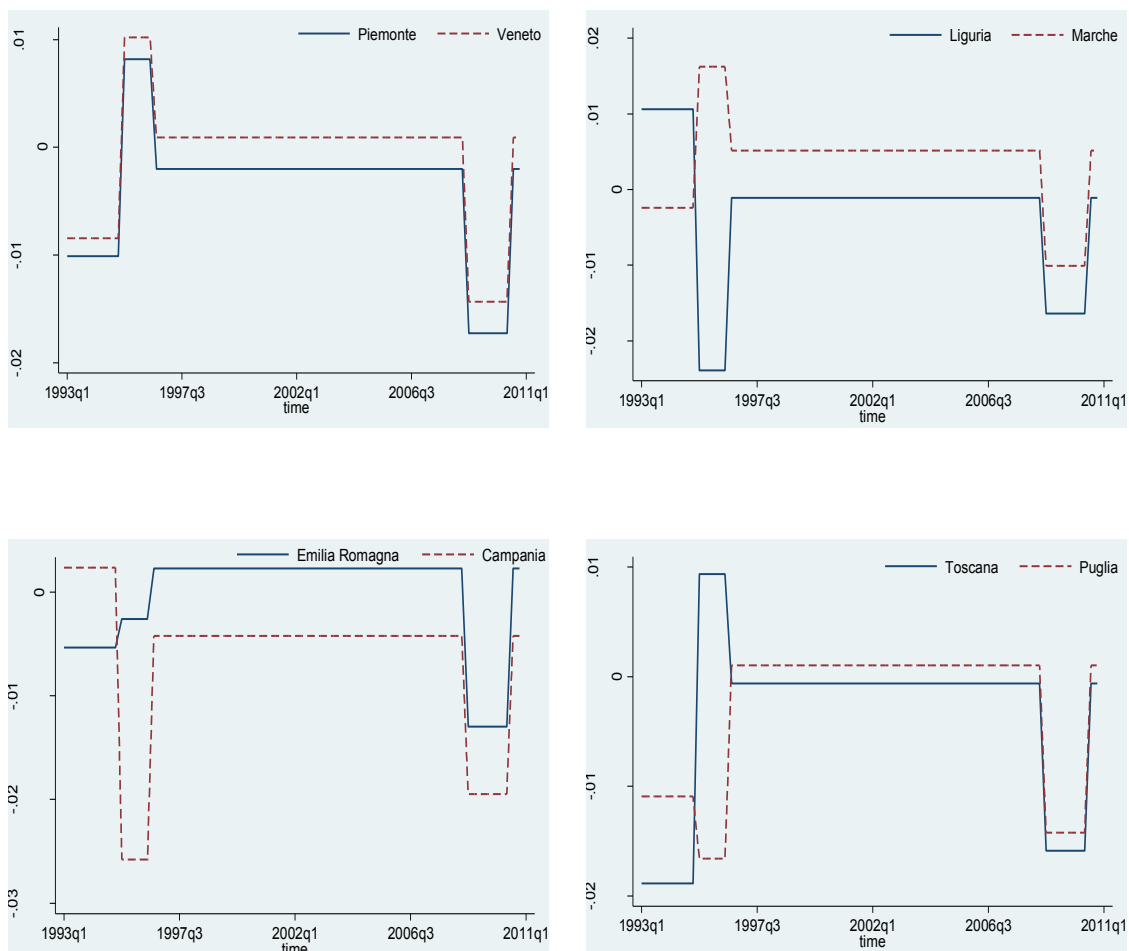 Piemonte Veneto
.01
0
-.01
-.02
1993q1 1997q3 2002q1 2006q3 2011q1
time
Liguria Marche
.02
.01
0
-.01
-.02
1993q1 1997q3 2002q1 2006q3 2011q1
time
Emilia Romagna Campania
0
-.01
-.02
-.03
1993q1 1997q3 2002q1 2006q3 2011q1
time
Toscana Puglia
.01
0
-.01
-.02
1993q1 1997q3 2002q1 2006q3 2011q1
time